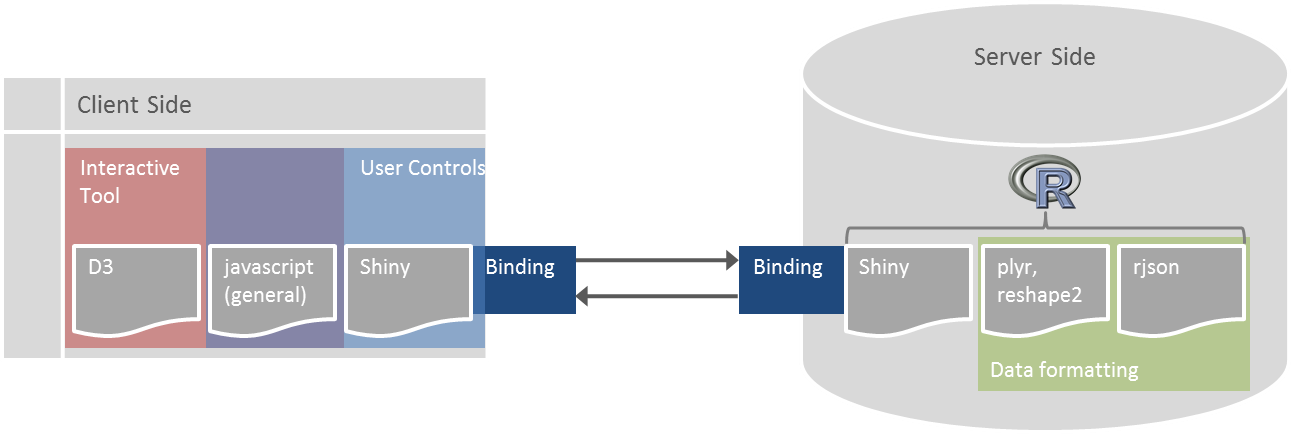 Server Side
Client Side
Interactive
Tool
User Controls
R
D3
javascript
(general)
Shiny
Binding
Binding
Shiny
plyr,
reshape2
rjson
Data formatting